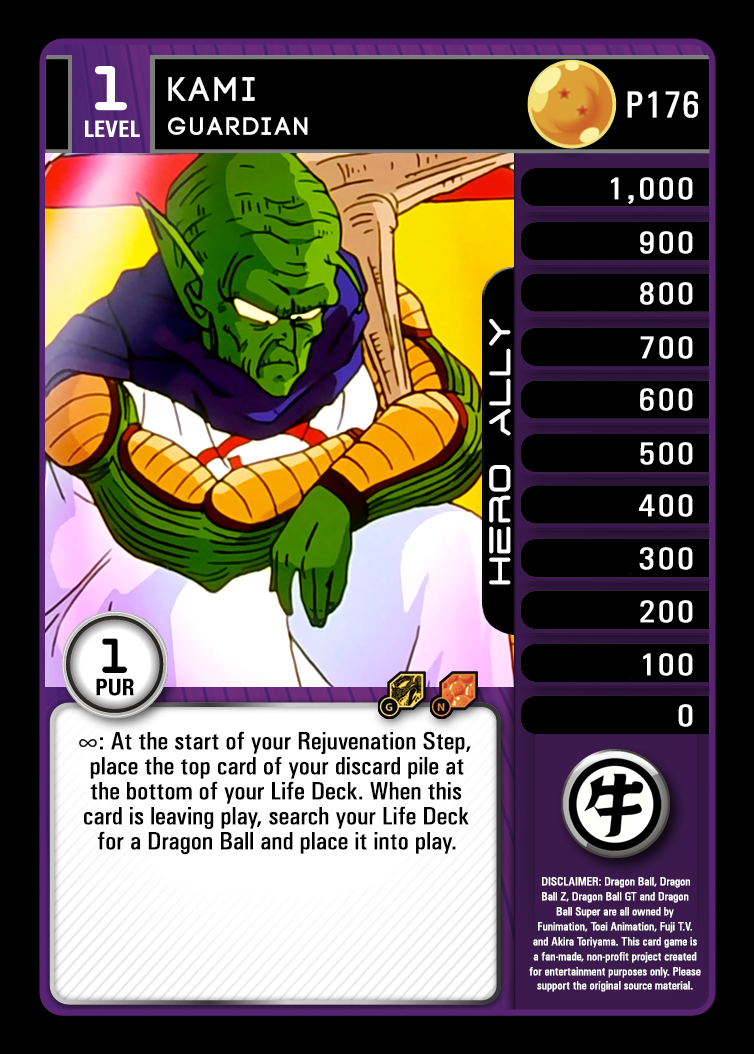 1
LEVEL
KAMI
GUARDIAN
P176
1,000
900
800
700
600
500
400
300
200
100
0
HERO ALLY
1
PUR
G
N
∞: At the start of your Rejuvenation Step,
place the top card of your discard pile at
the bottom of your Life Deck. When this
card is leaving play, search your Life Deck
for a Dragon Ball and place it into play.
牛
DISCLAIMER: Dragon Ball, Dragon
Ball Z, Dragon Ball GT and Dragon
Ball Super are all owned by
Funimation, Toei Animation, Fuji T.V.
and Akira Toriyama. This card game is
a fan-made, non-profit project created
for entertainment purposes only. Please
support the original source material.